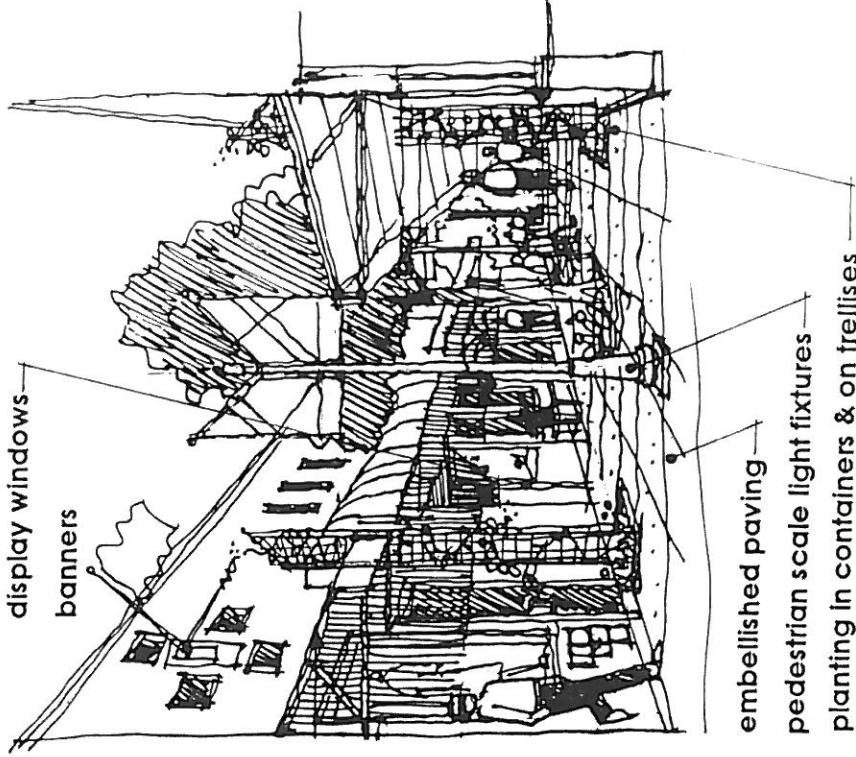 display windows
banners
embellished paving
pedestrian scale light fixtures
planting in containers & on trellises